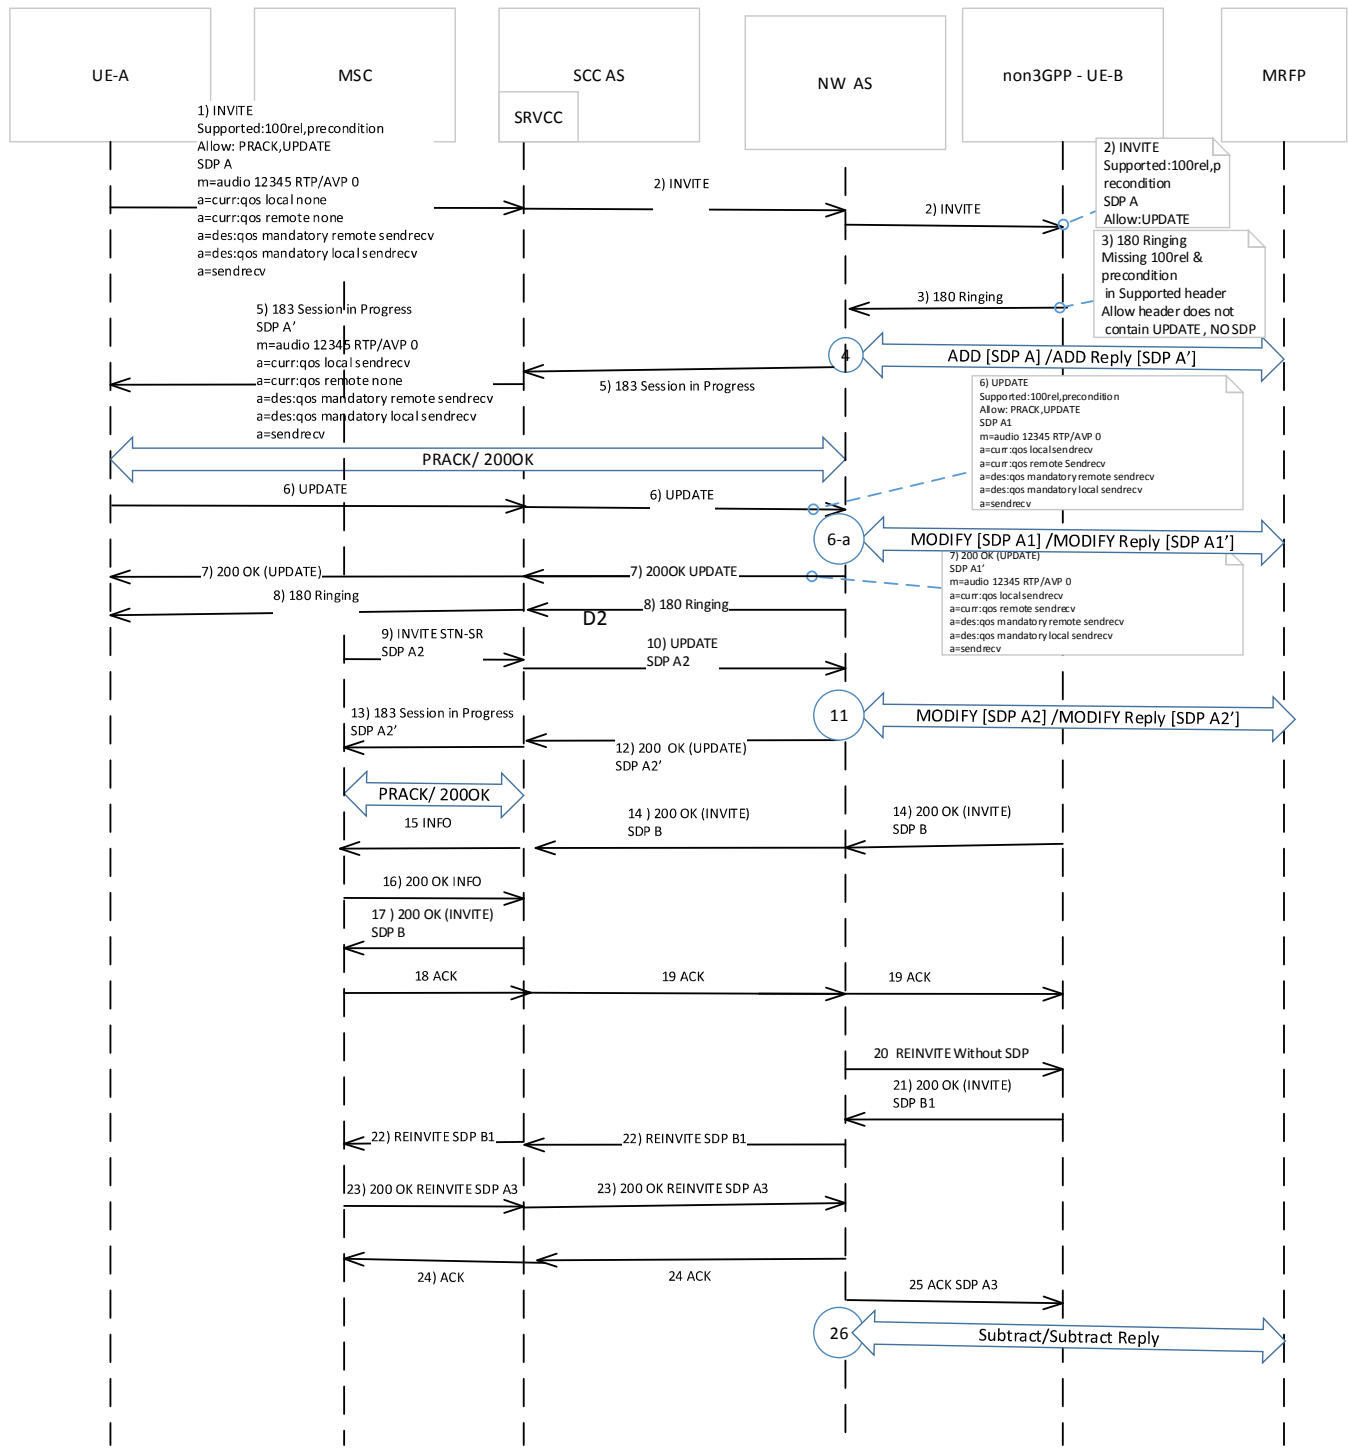 UE-A
MSC
SCC AS
SRVCC
NW  AS
non3GPP - UE-B
MRFP
1) INVITE
Supported:100rel,precondition
Allow: PRACK,UPDATE
SDP A
m=audio 12345 RTP/AVP 0
a=curr:qos local none
a=curr:qos remote none
a=des:qos mandatory remote sendrecv
a=des:qos mandatory local sendrecv
a=sendrecv
2) INVITE
2) INVITE
2) INVITE
Supported:100rel,p
recondition
SDP A
Allow:UPDATE
3) 180 Ringing
Missing 100rel &
precondition
in Supported header
Allow header does not
contain UPDATE , NO SDP
3) 180 Ringing
4
ADD [SDP A] /ADD Reply [SDP A’]
5) 183 Session in Progress
SDP A’
m=audio 12345 RTP/AVP 0
a=curr:qos local sendrecv
a=curr:qos remote none
a=des:qos mandatory remote sendrecv
a=des:qos mandatory local sendrecv
a=sendrecv
5) 183 Session in Progress
6) UPDATE
Supported:100rel,precondition
Allow: PRACK,UPDATE
SDP A1
m=audio 12345 RTP/AVP 0
a=curr:qos local sendrecv
a=curr:qos remote Sendrecv
a=des:qos mandatory remote sendrecv
a=des:qos mandatory local sendrecv
a=sendrecv
PRACK/ 200OK
6) UPDATE
6) UPDATE
6-a
MODIFY [SDP A1] /MODIFY Reply [SDP A1’]
7) 200 OK (UPDATE)
SDP A1’
m=audio 12345 RTP/AVP 0
a=curr:qos local sendrecv
a=curr:qos remote sendrecv
a=des:qos mandatory remote sendrecv
a=des:qos mandatory local sendrecv
a=sendrecv
7) 200 OK (UPDATE)
7) 200OK UPDATE
8) 180 Ringing
8) 180 Ringing
D2
9) INVITE STN-SR
SDP A2
10) UPDATE
SDP A2
11
MODIFY [SDP A2] /MODIFY Reply [SDP A2’]
13) 183 Session in Progress
SDP A2’
12) 200  OK (UPDATE)
SDP A2’
PRACK/ 200OK
15 INFO
14 ) 200 OK (INVITE)
SDP B
14) 200 OK (INVITE)
SDP B
16) 200 OK INFO
17 ) 200 OK (INVITE)
SDP B
18 ACK
19 ACK
19 ACK
20  REINVITE Without SDP
21) 200 OK (INVITE)
SDP B1
22) REINVITE SDP B1
22) REINVITE SDP B1
23) 200 OK REINVITE SDP A3
23) 200 OK REINVITE SDP A3
24) ACK
24 ACK
25 ACK SDP A3
26
Subtract/Subtract Reply